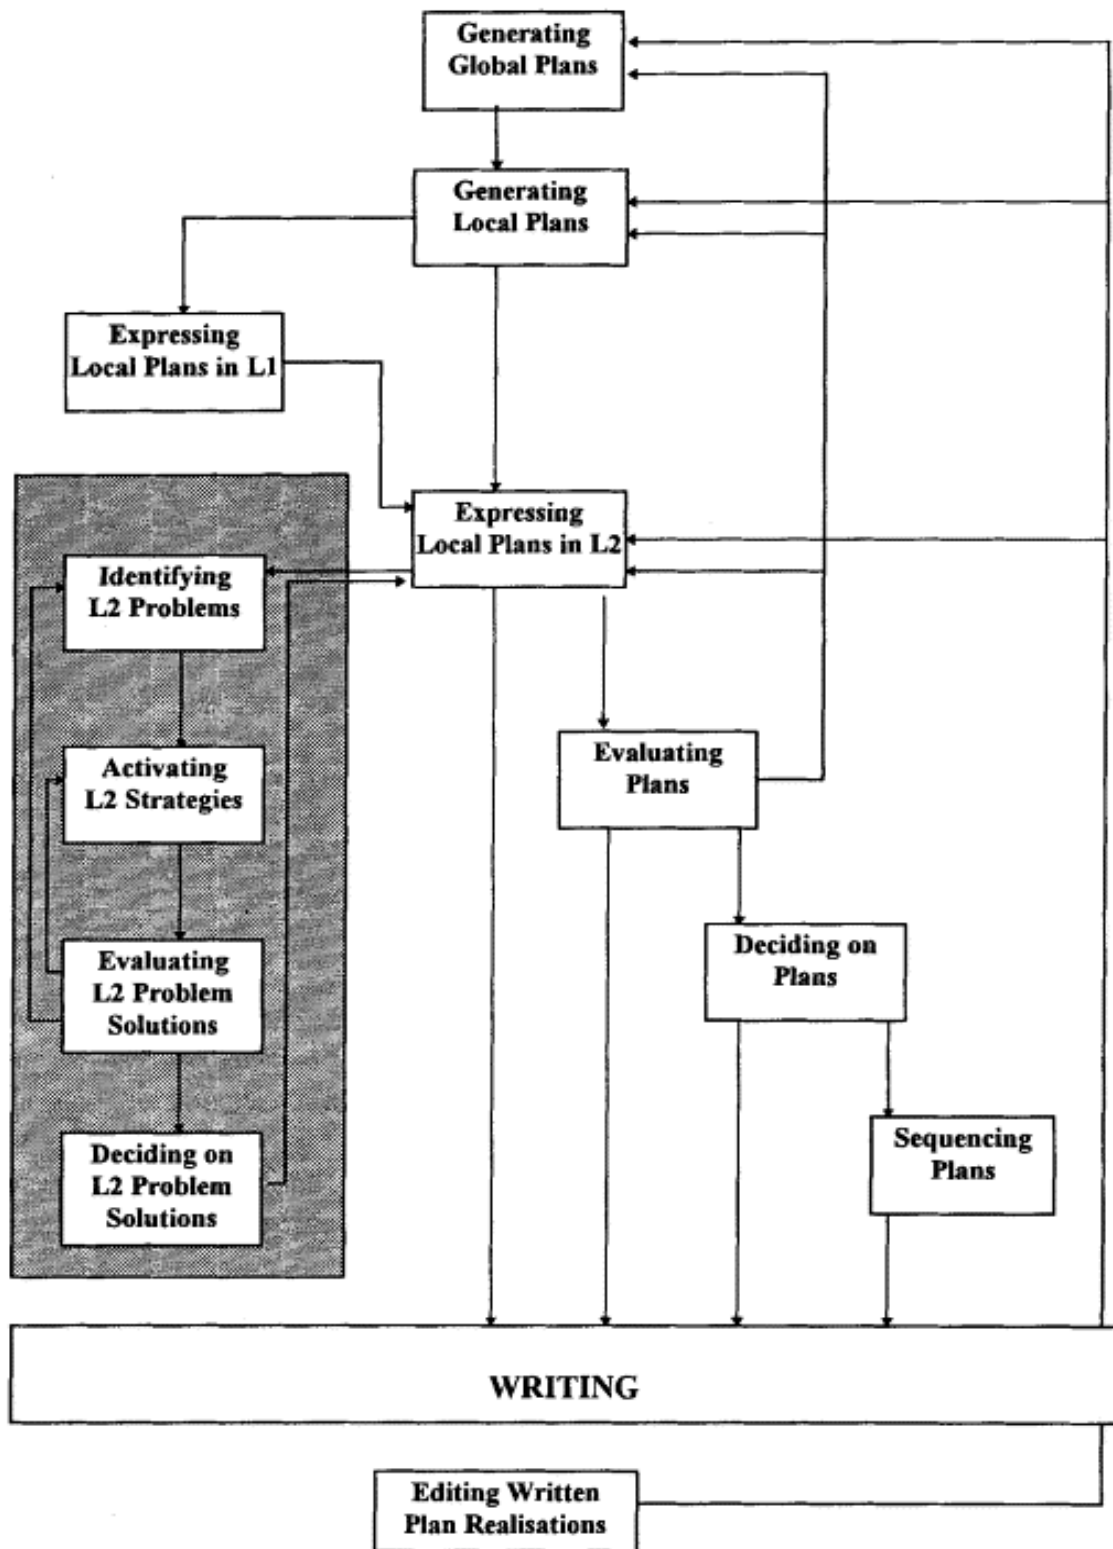 Generating
Global Plans
Generating
Local Plans
Expressing
Local Plans in L1
Expressing
Local Plans in L2
Identifying
L2 Problems
Activating
L2 Strategies
Evaluating
Plans
Deciding on
Plans
Evaluating
L2 Problem
Solutions
Deciding on
L2 Problem
Solutions
Sequencing
Plans
WRITING
Editing Written
Plan Realisations